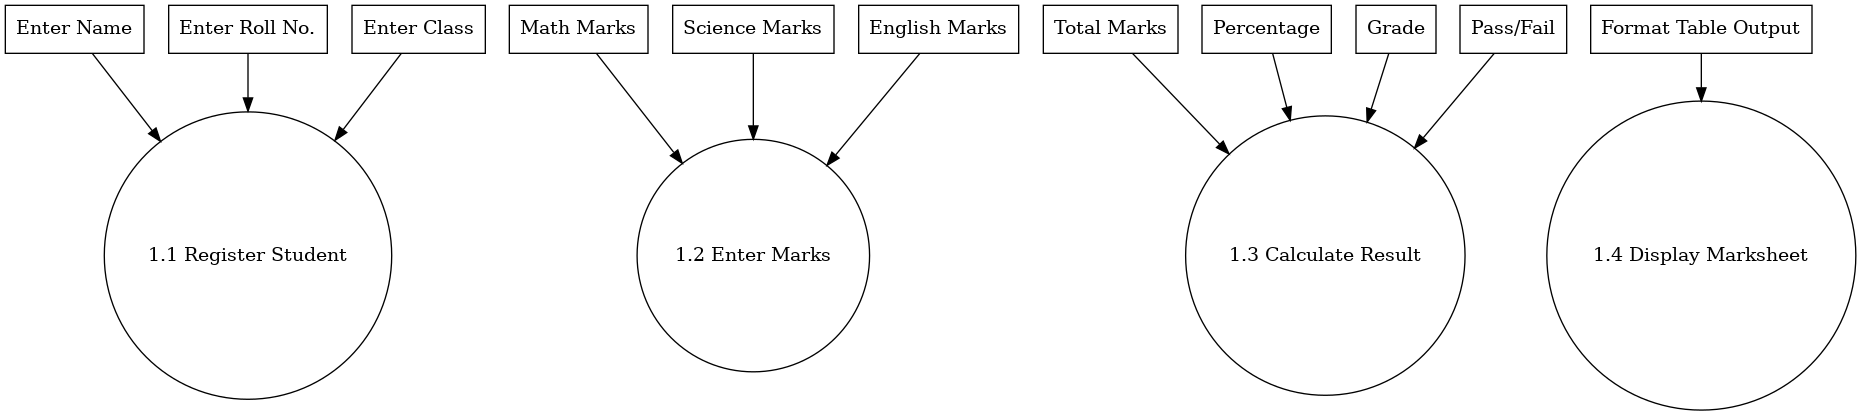 Enter Name
Enter Roll No.
Enter Class
Math Marks
Science Marks
English Marks
Total Marks
Percentage
Grade
Pass/Fail
Format Table Output
1.1 Register Student
1.2 Enter Marks
1.3 Calculate Result
1.4 Display Marksheet